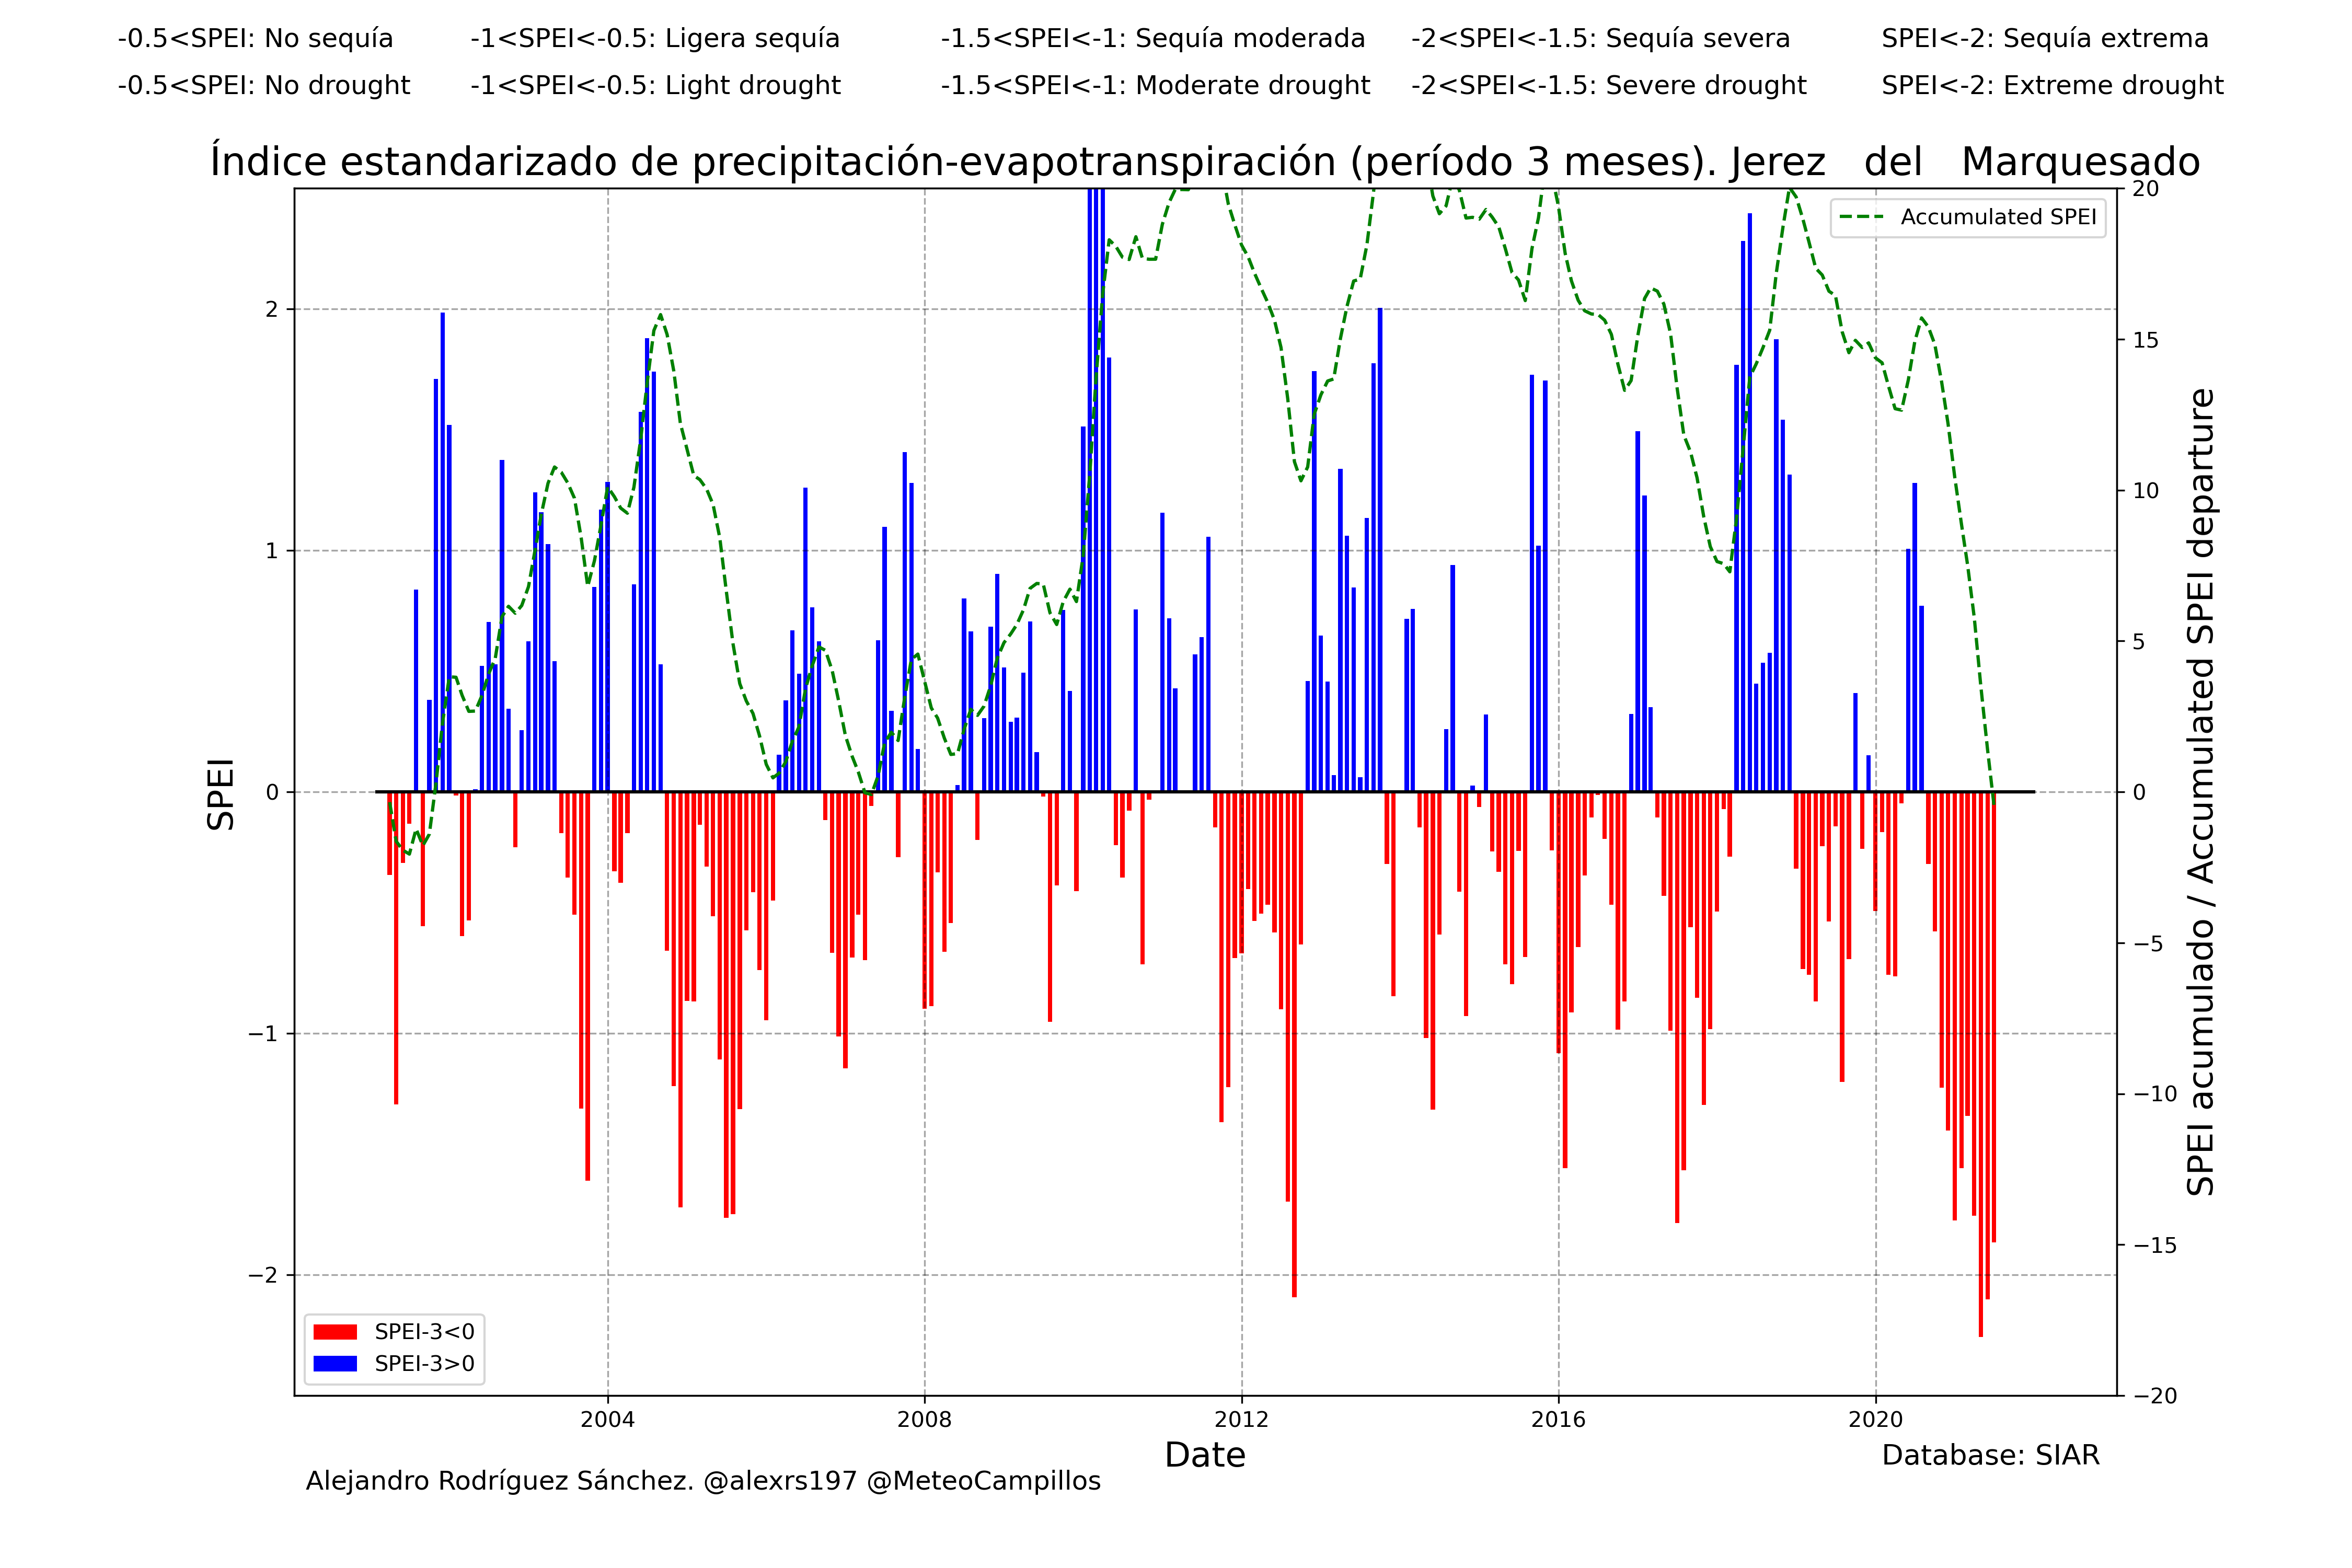 -0.5<SPEI: No sequía -1<SPEI<-0.5: Ligera sequía -1.5<SPEI<-1: Sequía moderada -2<SPEI<-1.5: Sequía severa SPEI<-2: Sequía extrema
-0.5<SPEI: No drought -1<SPEI<-0.5: Light drought -1.5<SPEI<-1: Moderate drought -2<SPEI<-1.5: Severe drought SPEI<-2: Extreme drought
Índice estandarizado de precipitación-evapotranspiración (período 3 meses). Jerez del Marquesado
Accumulated SPEI
SPEI
2
1
0
−1
−2
20
15
10
5
0
−5
−10
−15
−20
SPEI acumulado / Accumulated SPEI departure
SPEI-3<0
SPEI-3>0
2004 2008 2012 2016 2020
Date
Database: SIAR
Alejandro Rodríguez Sánchez. @alexrs197 @MeteoCampillos